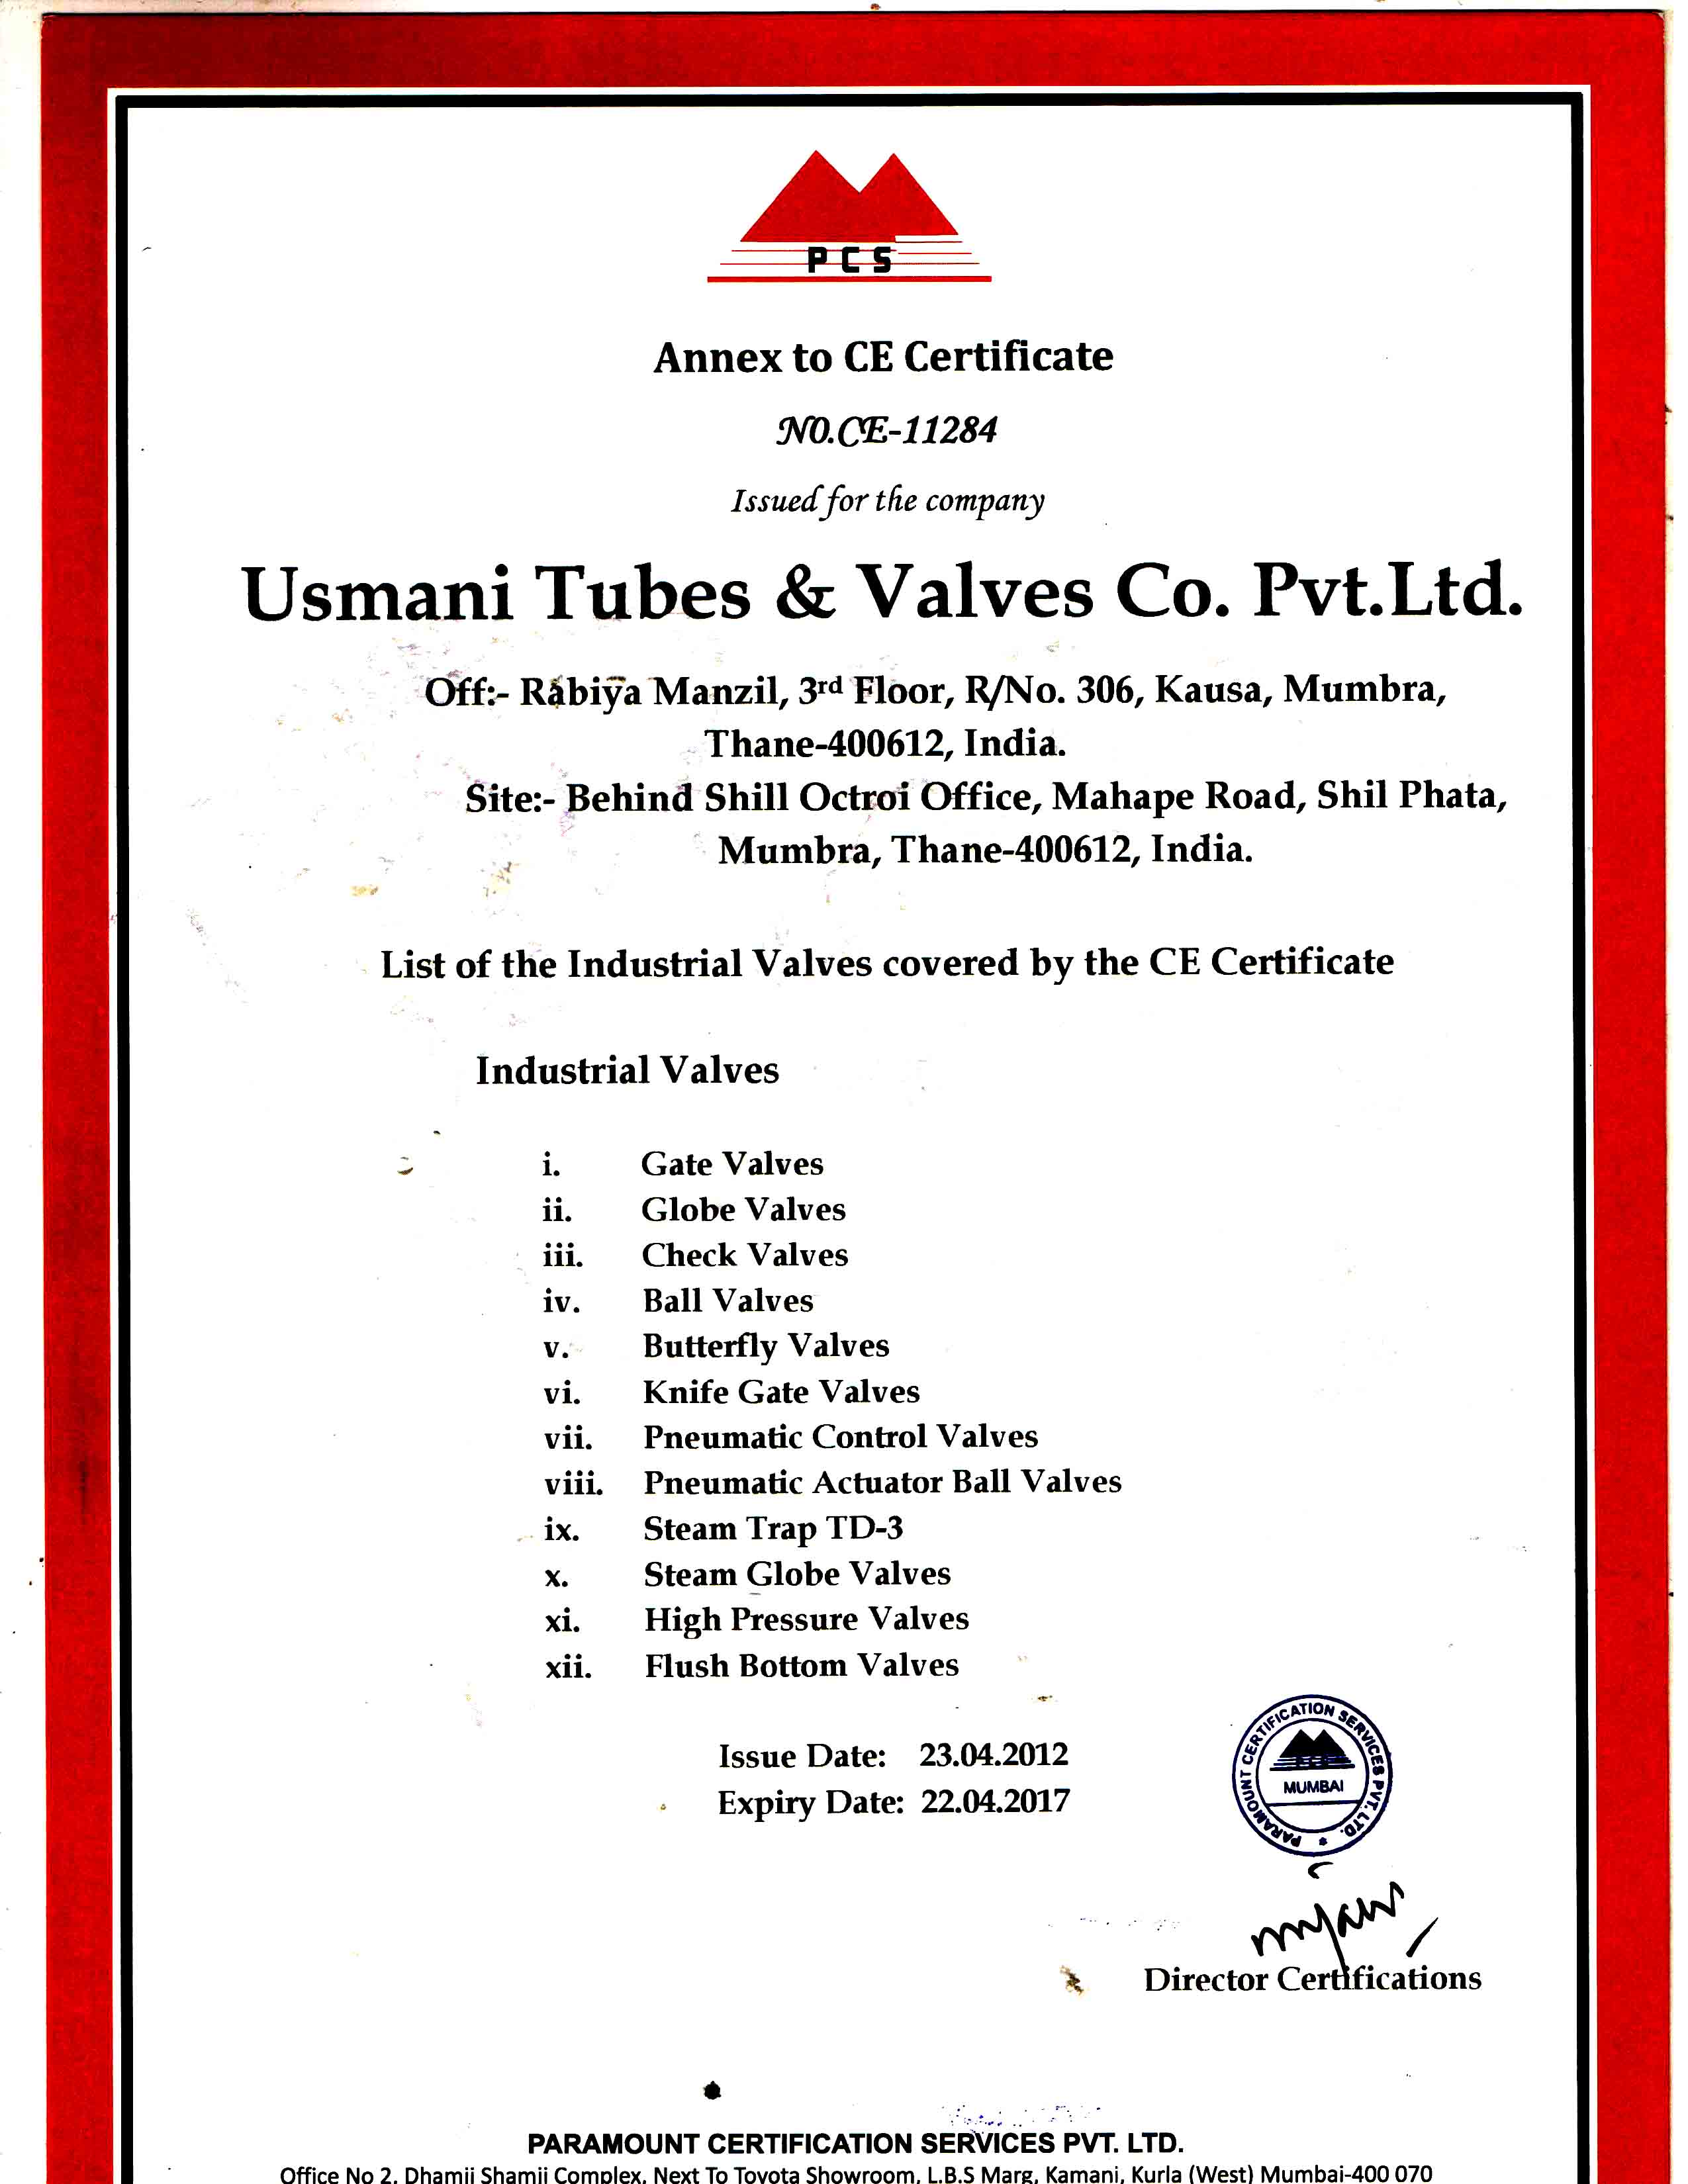 PCS
Annex to CE Certificate
NO.CE-11284
Issued for the company
Usmani Tubes & Valves Co. Pvt.Ltd.
Off:- Rabiya Manzil, 3rd Floor, R/No. 306, Kausa, Mumbra,
Thane-400612, India.
Site:- Behind Shill Octroi Office, Mahape Road, Shil Phata,
Mumbra, Thane-400612, India.
List of the Industrial Valves covered by the CE Certificate
Industrial Valves
i. Gate Valves
ii. Globe Valves
iii. Check Valves
iv. Ball Valves
v. Butterfly Valves
vi. Knife Gate Valves
vii. Pneumatic Control Valves
viii. Pneumatic Actuator Ball Valves
ix. Steam Trap TD-3
x. Steam Globe Valves
xi. High Pressure Valves
xii. Flush Bottom Valves
Issue Date: 23.04.2012
Expiry Date: 22.04.2017
PARAMOUNT CERTIFICATION SERVICES PVT. LTD.
PCS
MUMBAI
Director Certifications
PARAMOUNT CERTIFICATION SERVICES PVT. LTD.
Office No 2, Dhamji Shamji Complex, Next To Toyota Showroom, L.B.S Marg, Kamani, Kurla (West) Mumbai-400 070